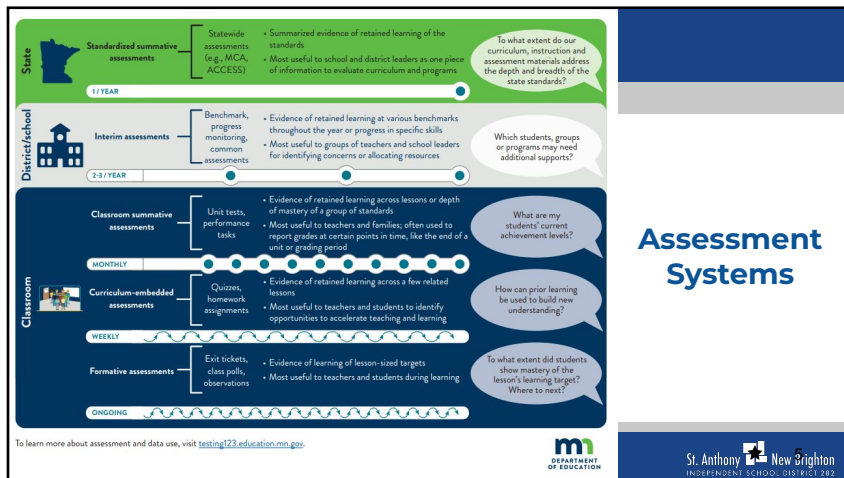 State
Standardized summative
assessments
Statewide
assessments
(e.g., MCA,
ACCESS)
• Summarized evidence of retained learning of the
standards
• Most useful to school and district leaders as one piece
of information to evaluate curriculum and programs
To what extent do our
curriculum, instruction and
assessment materials address
the depth and breadth of the
state standards?
1 / YEAR
District/school
Interim assessments
Benchmark,
progress
monitoring,
common
assessments
• Evidence of retained learning at various benchmarks
throughout the year or progress in specific skills
• Most useful to groups of teachers and school leaders
for identifying concerns or allocating resources
Which students, groups
or programs may need
additional supports?
2-3 / YEAR
Classroom
Classroom summative
assessments
Unit tests,
performance
tasks
• Evidence of retained learning across lessons or depth
of mastery of a group of standards
• Most useful to teachers and families; often used to
report grades at certain points in time, like the end of a
unit or grading period
What are my
students' current
achievement levels?
MONTHLY
Curriculum-embedded
assessments
Quizzes,
homework
assignments
• Evidence of retained learning across a few related
lessons
• Most useful to teachers and students to identify
opportunities to accelerate teaching and learning
How can prior learning
be used to build new
understanding?
WEEKLY
Formative assessments
Exit tickets,
class polls,
observations
• Evidence of learning of lesson-sized targets
• Most useful to teachers and students during learning
To what extent did students
show mastery of the
lesson's learning target?
Where to next?
ONGOING
To learn more about assessment and data use, visit testing123.education.mn.gov.
mn
DEPARTMENT
OF EDUCATION
Assessment
Systems
St. Anthony New Brighton
INDEPENDENT SCHOOL DISTRICT 282
5